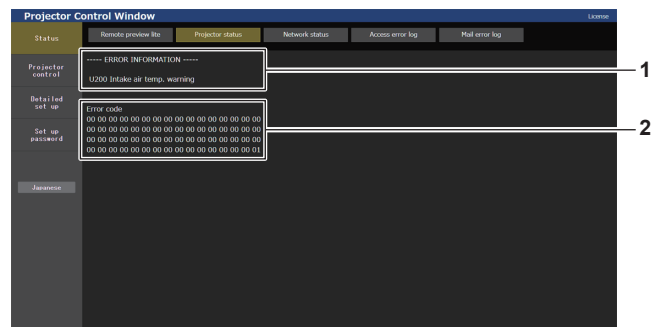 Projector Control Window
License
Status
Remote preview lite
Projector status
Network status
Access error log
Mail error log
Projector
control
Detailed
set up
Set up
password
Japanese
----- ERROR INFORMATION -----
U200 Intake air temp. warning
1
Error code
00 00 00 00 00 00 00 00 00 00 00 00 00 00 00 00
00 00 00 00 00 00 00 00 00 00 00 00 00 00 00 00
00 00 00 00 00 00 00 00 00 00 00 00 00 00 00 00
00 00 00 00 00 00 00 00 00 00 00 00 00 00 00 01
2